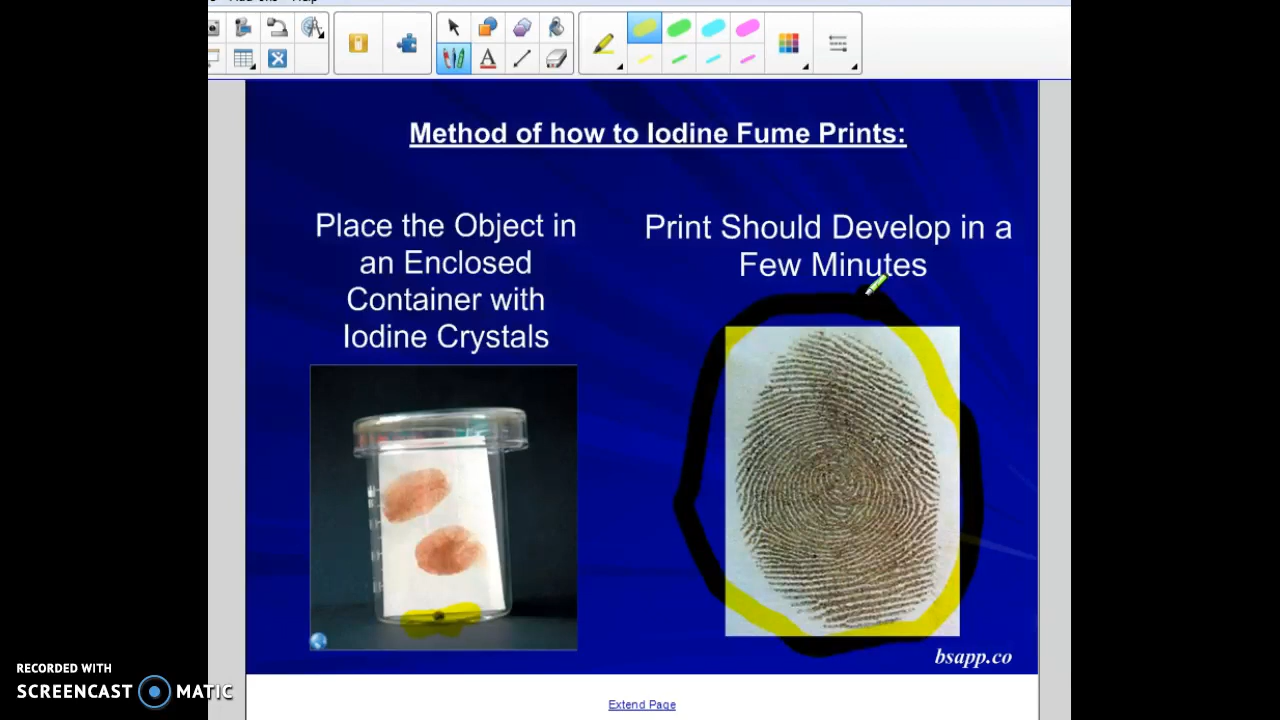 Method of how to Iodine Fume Prints:
Place the Object in
an Enclosed
Container with
Iodine Crystals
Print Should Develop in a
Few Minutes
bsapp.co
Extend Page
RECORDED WITH
SCREENCAST MATIC